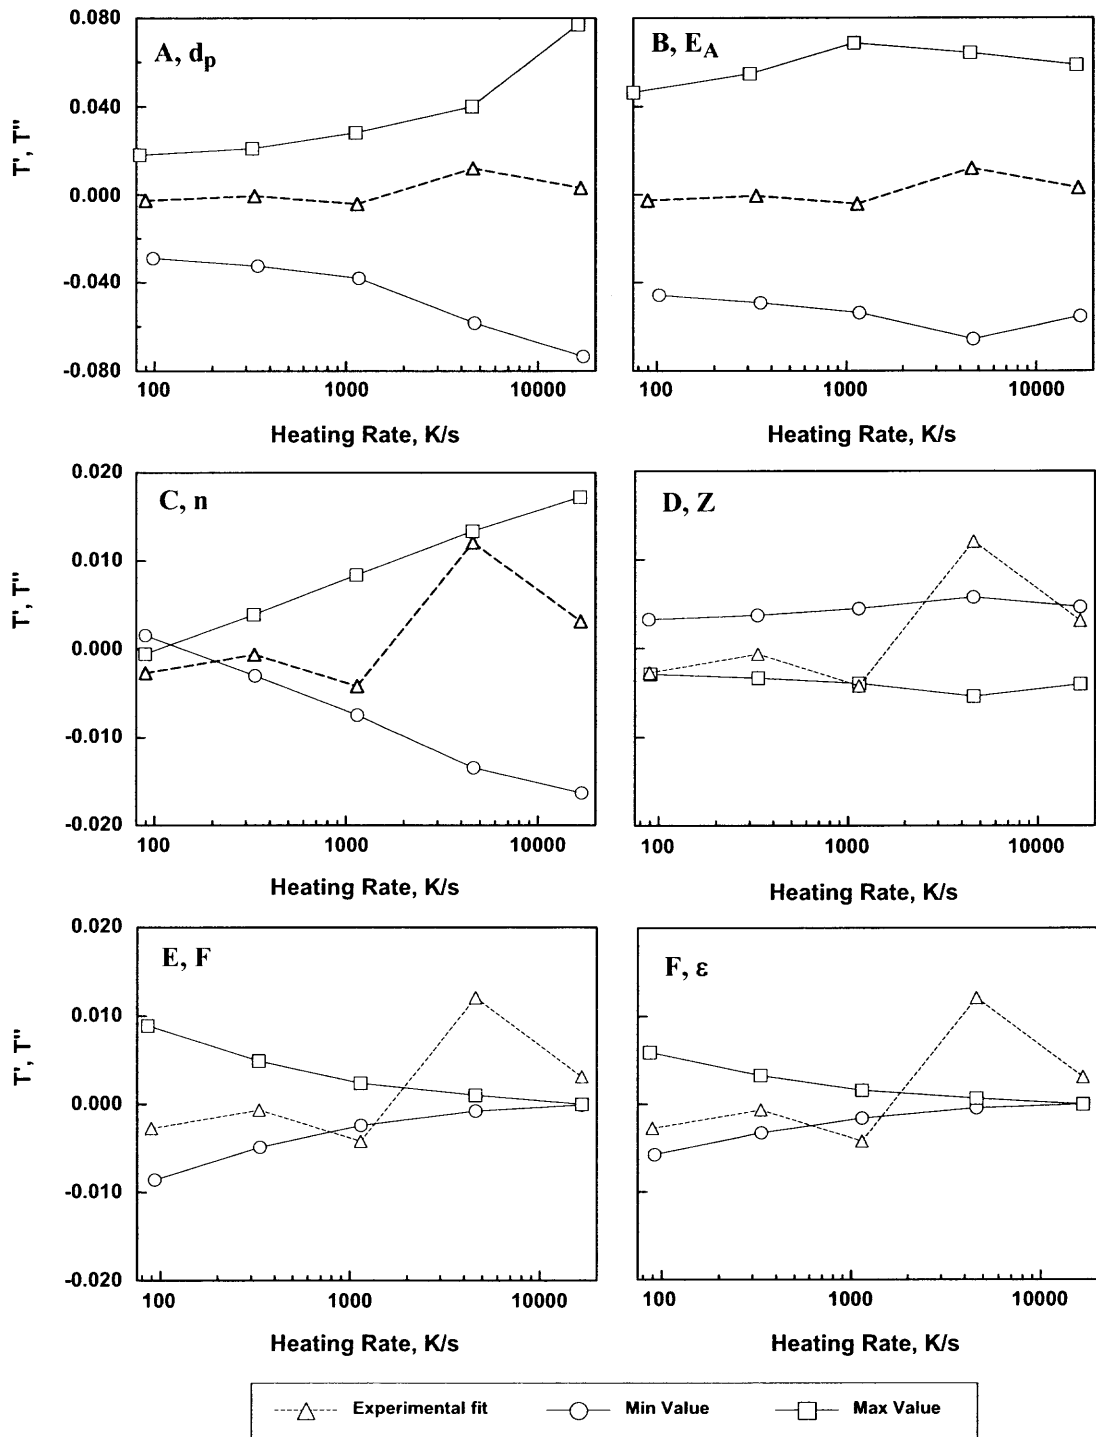 A, dp
B, EA
0.080
0.040
0.000
-0.040
-0.080
T', T"
100 1000 10000
100 1000 10000
Heating Rate, K/s
Heating Rate, K/s
C, n
D, Z
0.020
0.010
0.000
-0.010
-0.020
T', T"
100 1000 10000
100 1000 10000
Heating Rate, K/s
Heating Rate, K/s
E, F
F, ε
0.020
0.010
0.000
-0.010
-0.020
T', T"
100 1000 10000
100 1000 10000
Heating Rate, K/s
Heating Rate, K/s
Experimental fit Min Value Max Value